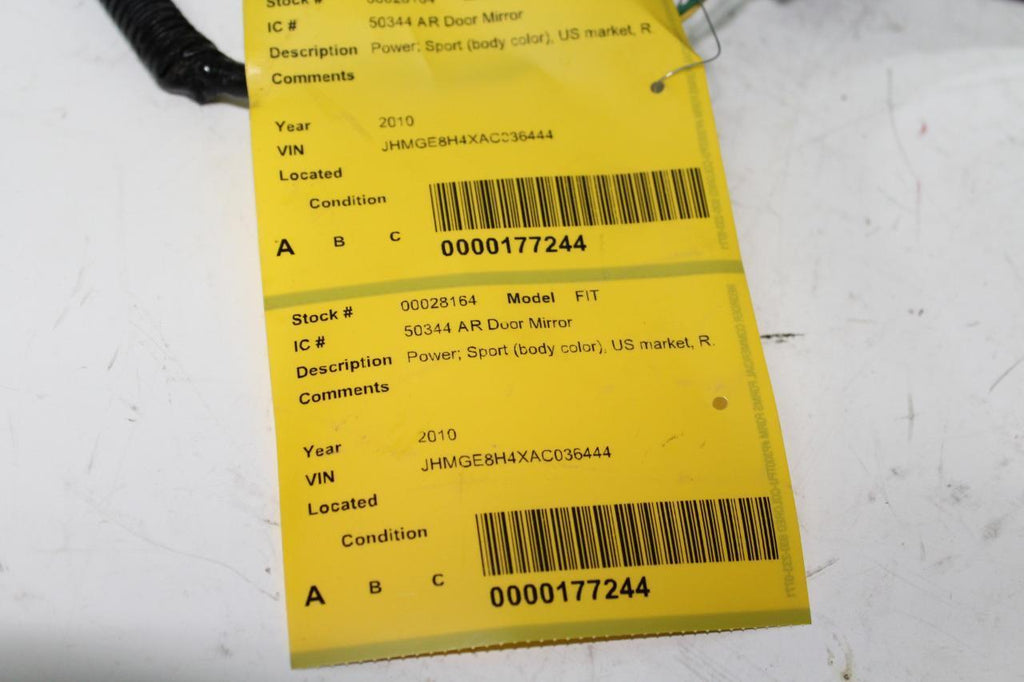 Stock # 00028164
IC # 50344 AR Door Mirror
Description Power; Sport (body color), US market, R.
Comments
Year 2010
VIN JHMGE8H4XAC036444
Located
Condition
A B C 0000177244
Stock # 00028164 Model FIT
IC # 50344 AR Door Mirror
Description Power; Sport (body color), US market, R.
Comments
Year 2010
VIN JHMGE8H4XAC036444
Located
Condition
A B C 0000177244